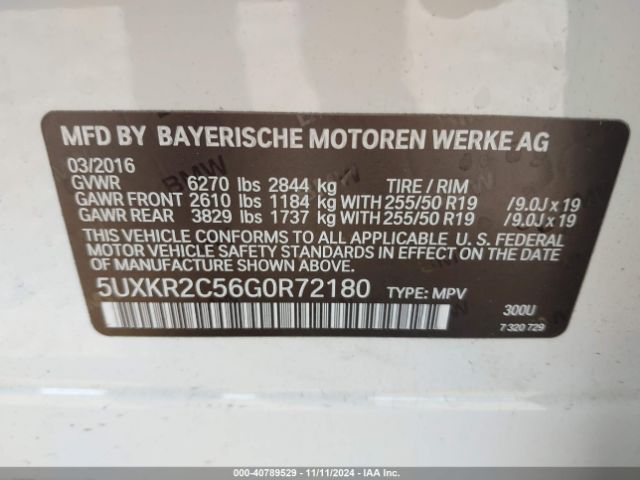 MFD BY BAYERISCHE MOTOREN WERKE AG
03/2016
GVWR 6270 lbs 2844 kg TIRE / RIM
GAWR FRONT 2610 lbs 1184 kg WITH 255/50 R19 /9.0J x 19
GAWR REAR 3829 lbs 1737 kg WITH 255/50 R19 /9.0J x 19
THIS VEHICLE CONFORMS TO ALL APPLICABLE U. S. FEDERAL
MOTOR VEHICLE SAFETY STANDARDS IN EFFECT ON THE
DATE OF MANUFACTURE SHOWN ABOVE.
5UXKR2C56G0R72180 TYPE: MPV
300U
7 320 729
000-40789529 - 11/11/2024 - iaai.com